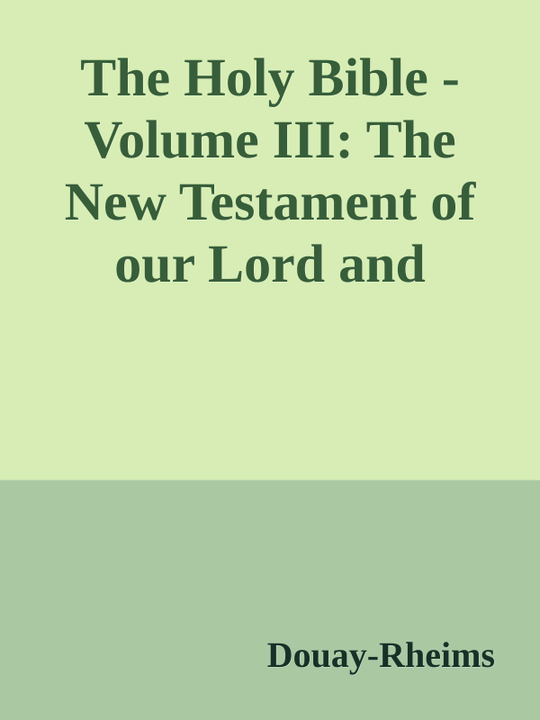 The Holy Bible -
Volume III: The
New Testament of
our Lord and
Douay-Rheims